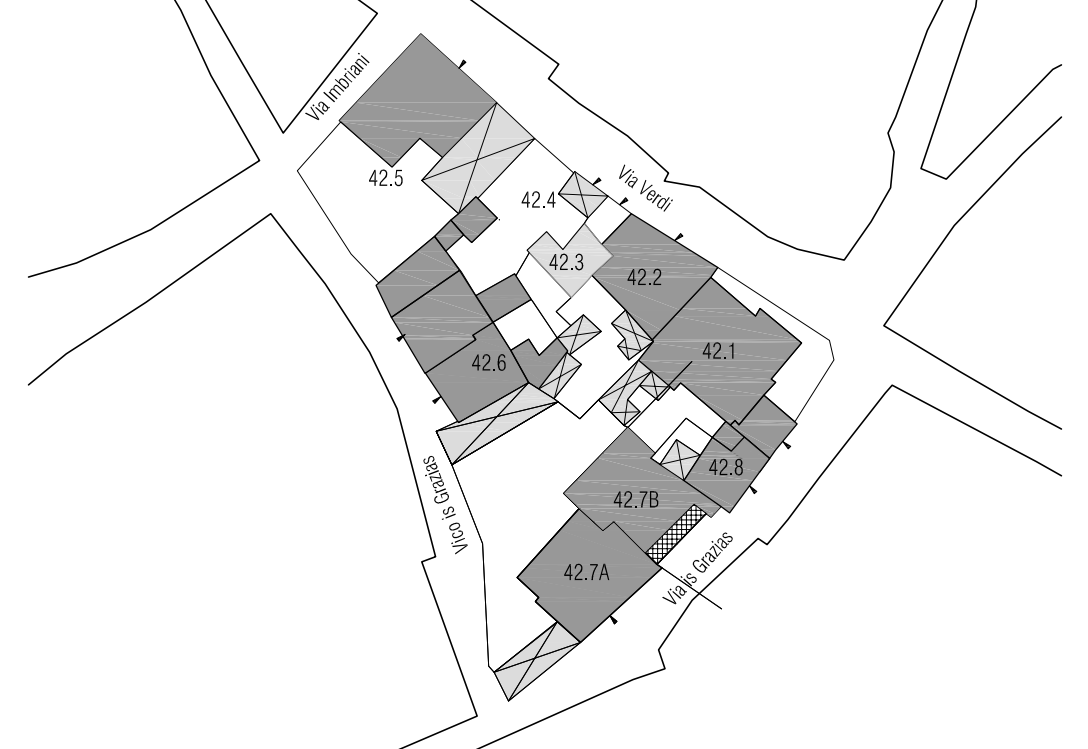 Via Imbriani
42.5
42.4
Via Verdi
42.3
42.2
42.1
42.6
42.8
42.7B
Vico is Grazias
42.7A
Via is Grazias